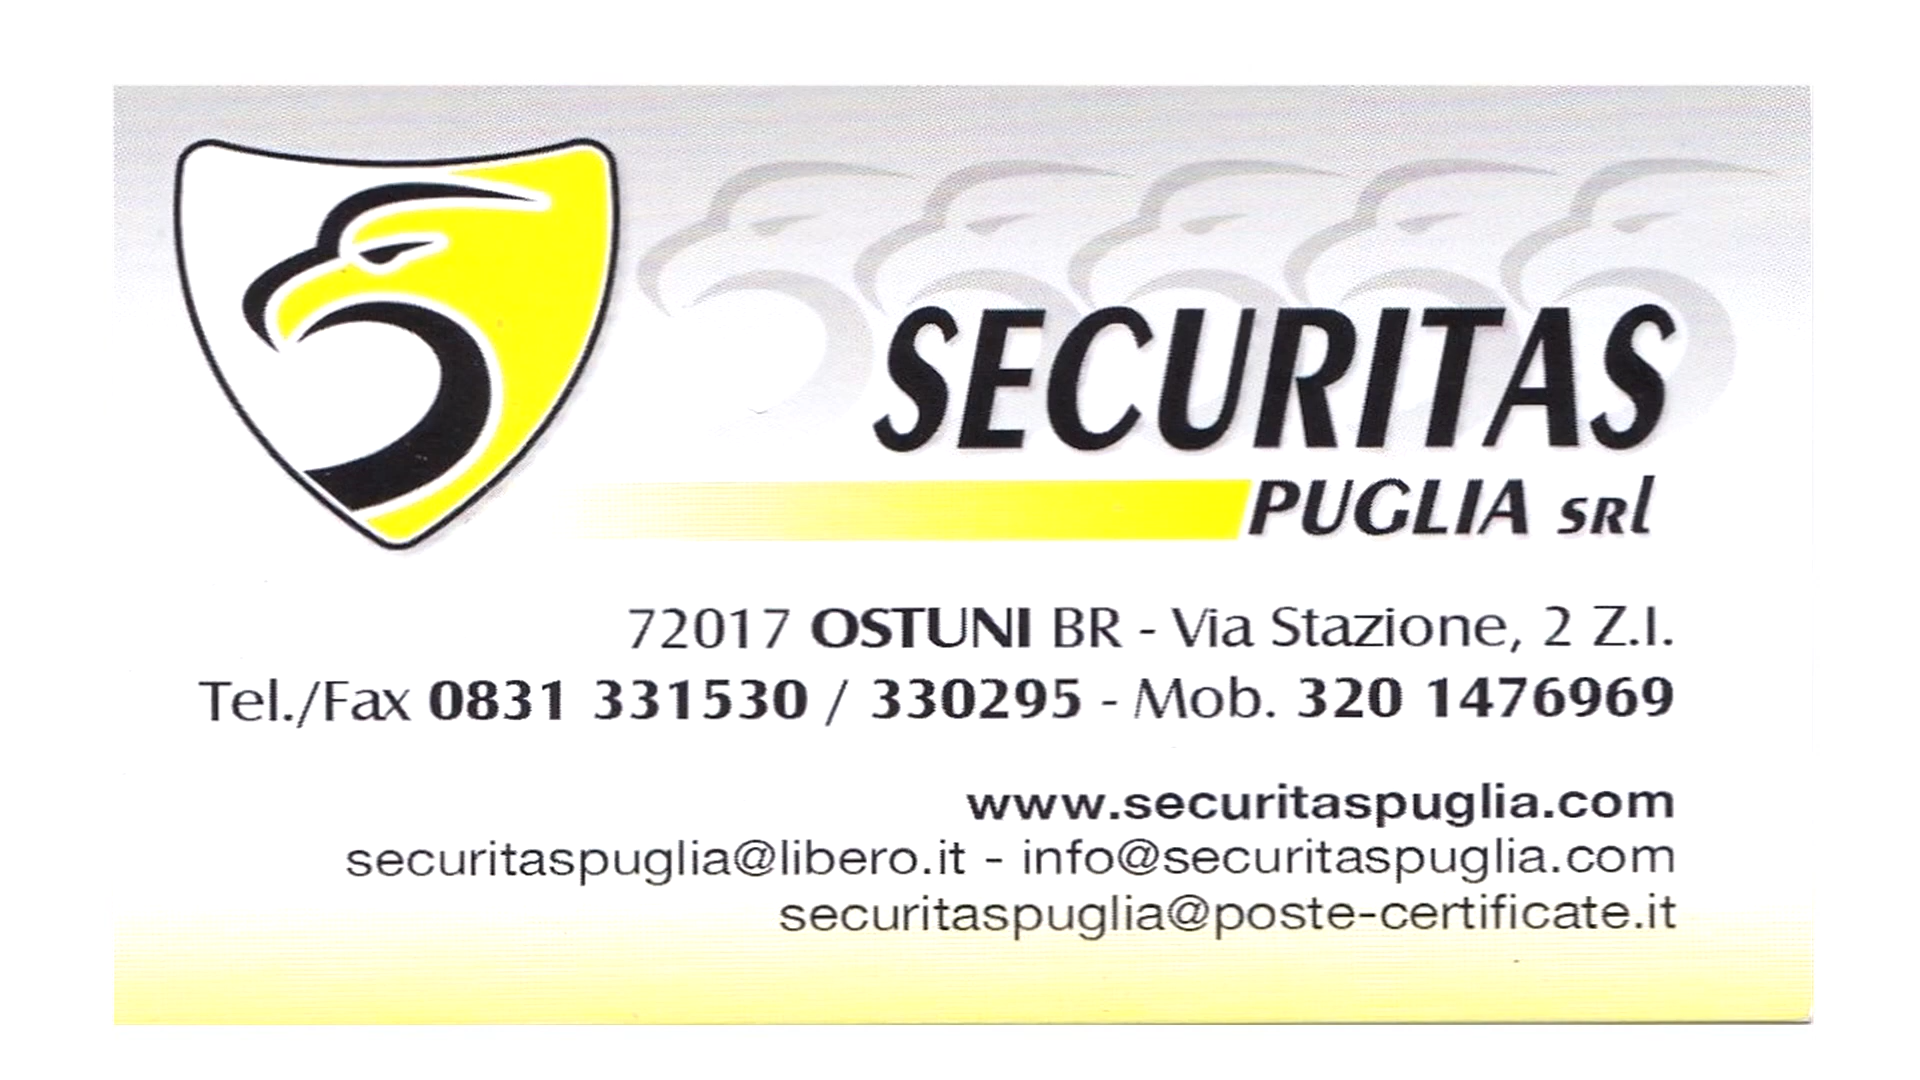 SECURITAS
PUGLIA SRL
72017 OSTUNI BR - Via Stazione, 2 Z.I.
Tel./Fax 0831 331530 / 330295 - Mob. 320 1476969
www.securitaspuglia.com
securitaspuglia@libero.it - info@securitaspuglia.com
securitaspuglia@poste-certificate.it